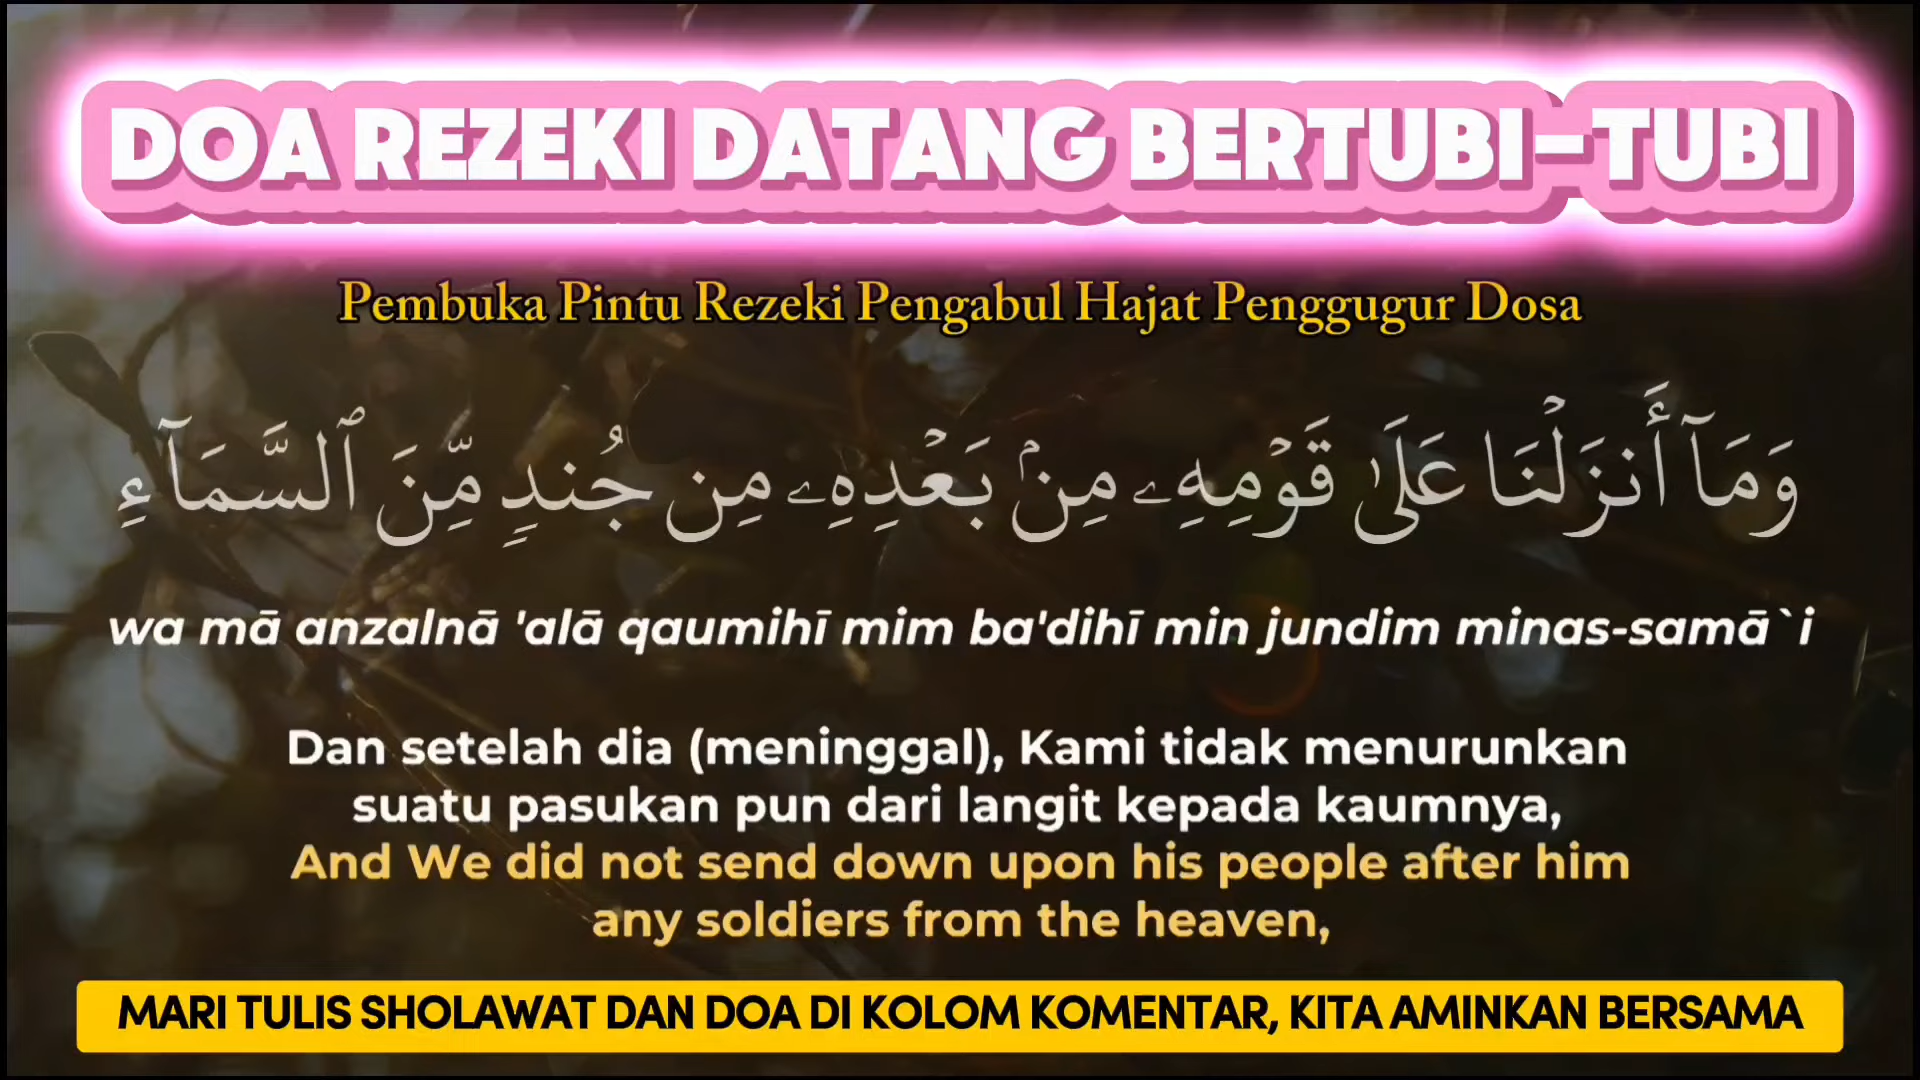 DOA REZEKI DATANG BERTUBI-TUBI
Pembuka Pintu Rezeki Pengabul Hajat Penggugur Dosa
وَمَآ أَنزَلْنَا عَلَىٰ قَوْمِهِۦ مِنۢ بَعْدِهِۦ مِن جُندٍ مِّنَ ٱلسَّمَآءِ
wa mā anzalnā 'alā qaumihī mim ba'dihī min jundim minas-samā`i
Dan setelah dia (meninggal), Kami tidak menurunkan
suatu pasukan pun dari langit kepada kaumnya,
And We did not send down upon his people after him
any soldiers from the heaven,
MARI TULIS SHOLAWAT DAN DOA DI KOLOM KOMENTAR, KITA AMINKAN BERSAMA